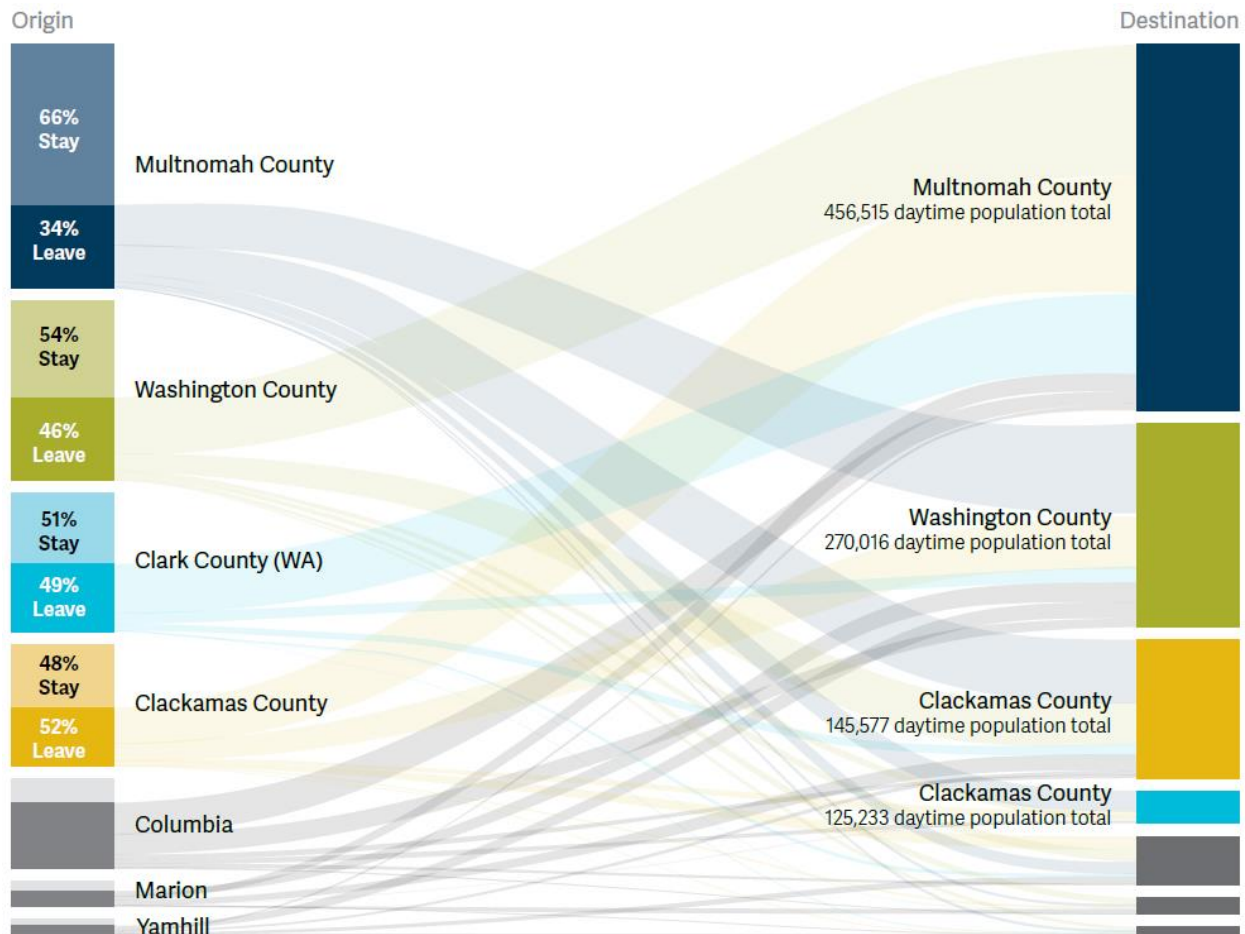 Origin
Destination
66%
Stay
34%
Leave
Multnomah County
54%
Stay
46%
Leave
Washington County
51%
Stay
49%
Leave
Clark County (WA)
48%
Stay
52%
Leave
Clackamas County
Columbia
Marion
Yamhill
Multnomah County
456,515 daytime population total
Washington County
270,016 daytime population total
Clackamas County
145,577 daytime population total
Clackamas County
125,233 daytime population total